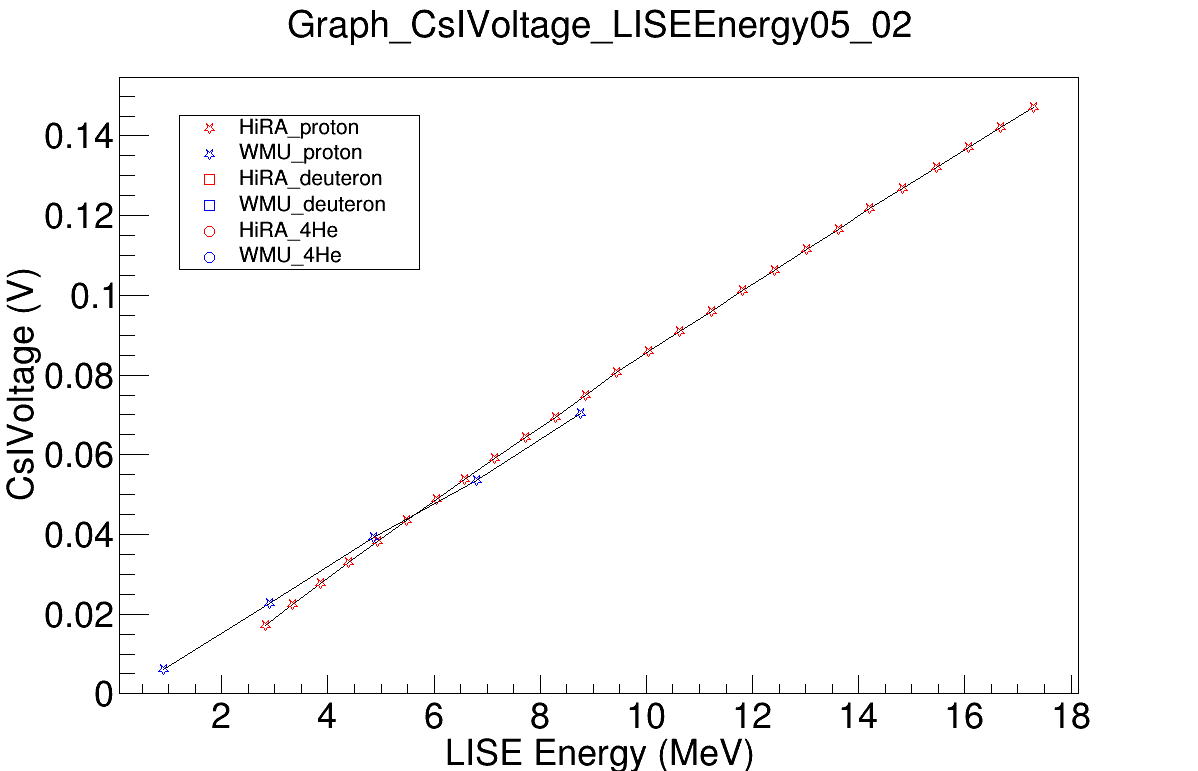 Graph_CsIVoltage_LISEEnergy05_02
HiRA_proton
WMU_proton
HiRA_deuteron
WMU_deuteron
HiRA_4He
WMU_4He
CsIVoltage (V)
0.14
0.12
0.1
0.08
0.06
0.04
0.02
0
2 4 6 8 10 12 14 16 18
LISE Energy (MeV)